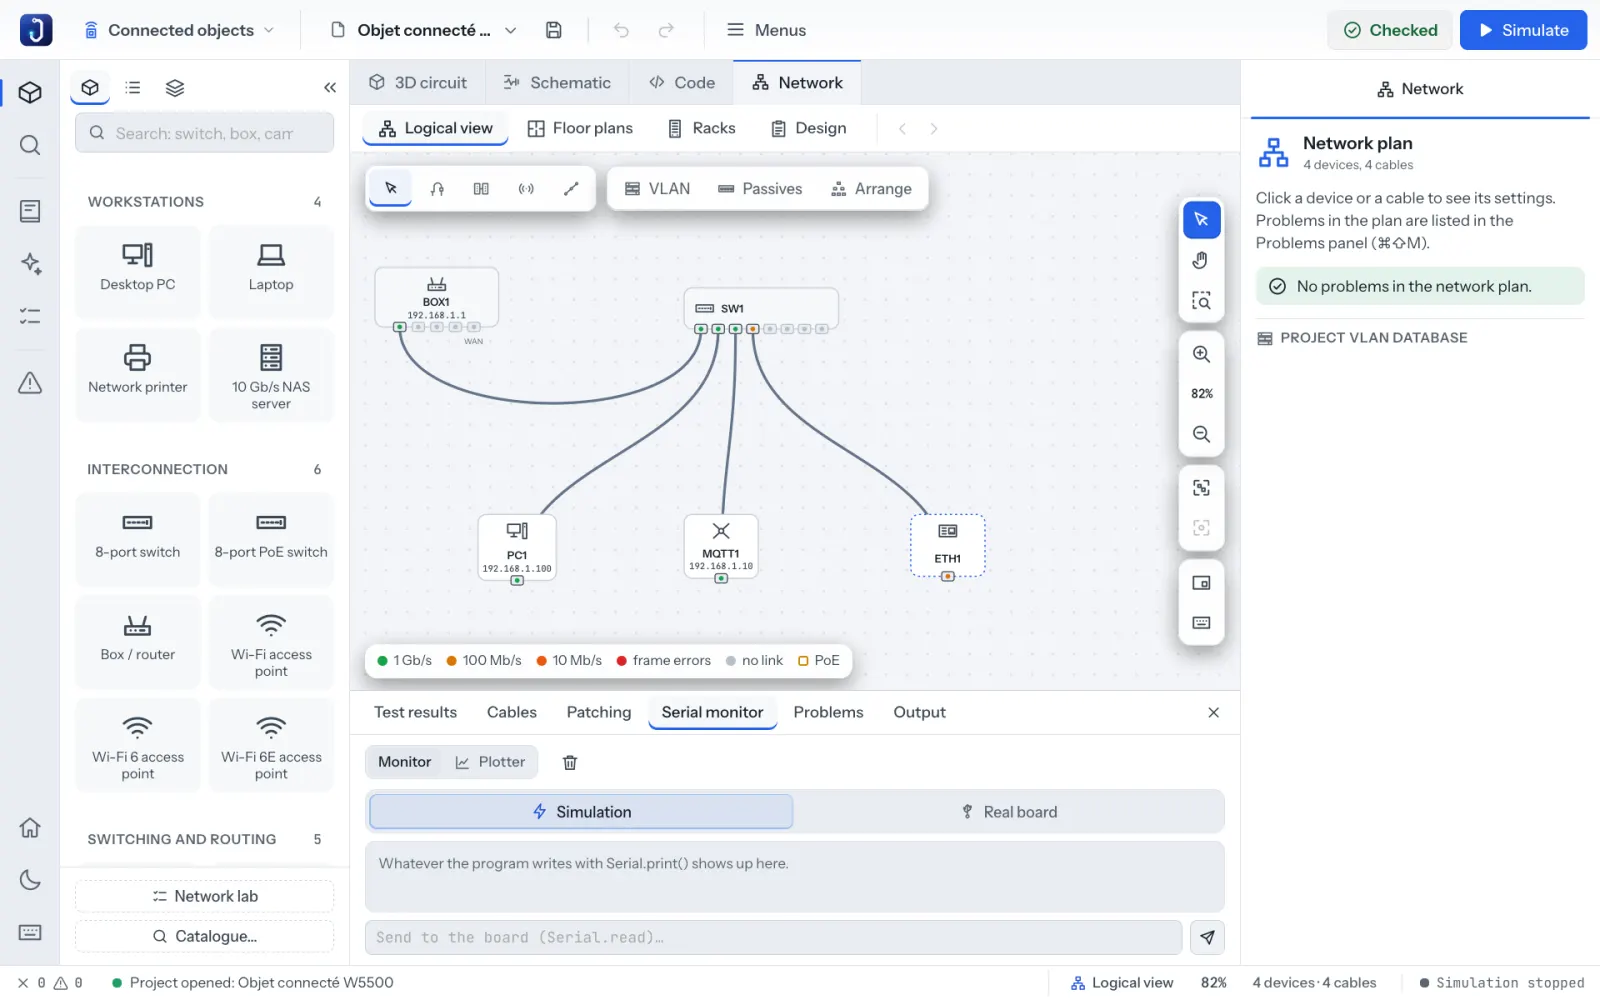 Connected objects
Objet connecté ...
Menus
Checked
Simulate
3D circuit
Schematic
Code
Network
Network
Search: switch, box, cam
Logical view
Floor plans
Racks
Design
Network plan
4 devices, 4 cables
Click a device or a cable to see its settings.
Problems in the plan are listed in the
Problems panel (⌘⇧M).
No problems in the network plan.
PROJECT VLAN DATABASE
WORKSTATIONS 4
Desktop PC
Laptop
Network printer
10 Gb/s NAS
server
INTERCONNECTION 6
8-port switch
8-port PoE switch
Box / router
Wi-Fi access
point
Wi-Fi 6 access
point
Wi-Fi 6E access
point
SWITCHING AND ROUTING 5
Network lab
Catalogue...
VLAN
Passives
Arrange
BOX1
192.168.1.1
WAN
SW1
PC1
192.168.1.100
MQTT1
192.168.1.10
ETH1
82%
1 Gb/s
100 Mb/s
10 Mb/s
frame errors
no link
PoE
Test results
Cables
Patching
Serial monitor
Problems
Output
Monitor
Plotter
Simulation
Real board
Whatever the program writes with Serial.print() shows up here.
Send to the board (Serial.read)…
0 0
Project opened: Objet connecté W5500
Logical view
82%
4 devices · 4 cables
Simulation stopped